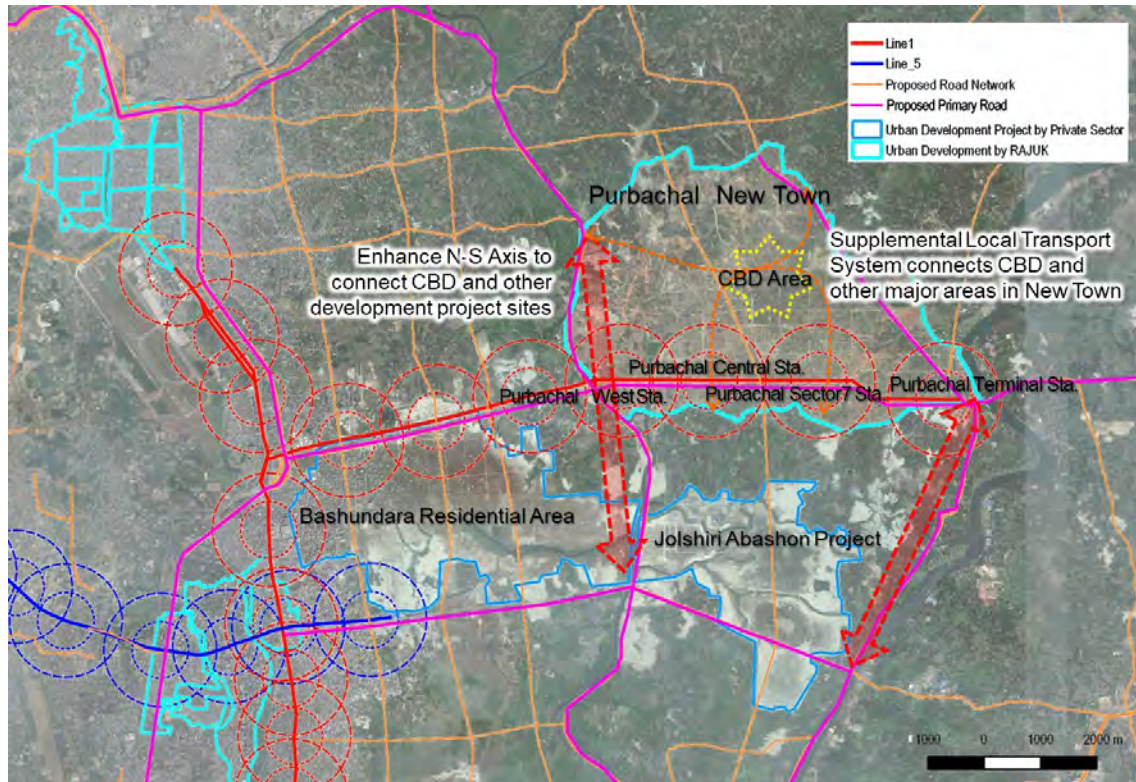 Line1
Line_5
Proposed Road Network
Proposed Primary Road
Urban Development Project by Private Sector
Urban Development by RAJUK
Purbachal New Town
Enhance N-S Axis to
connect CBD and other
development project sites
CBD Area
Supplemental Local Transport
System connects CBD and
other major areas in New Town
Purbachal Central Sta.
Purbachal West Sta.
Purbachal Sector7 Sta.
Purbachal Terminal Sta.
Bashundara Residential Area
Jolshiri Abashon Project
1000 0 1000 2000 m